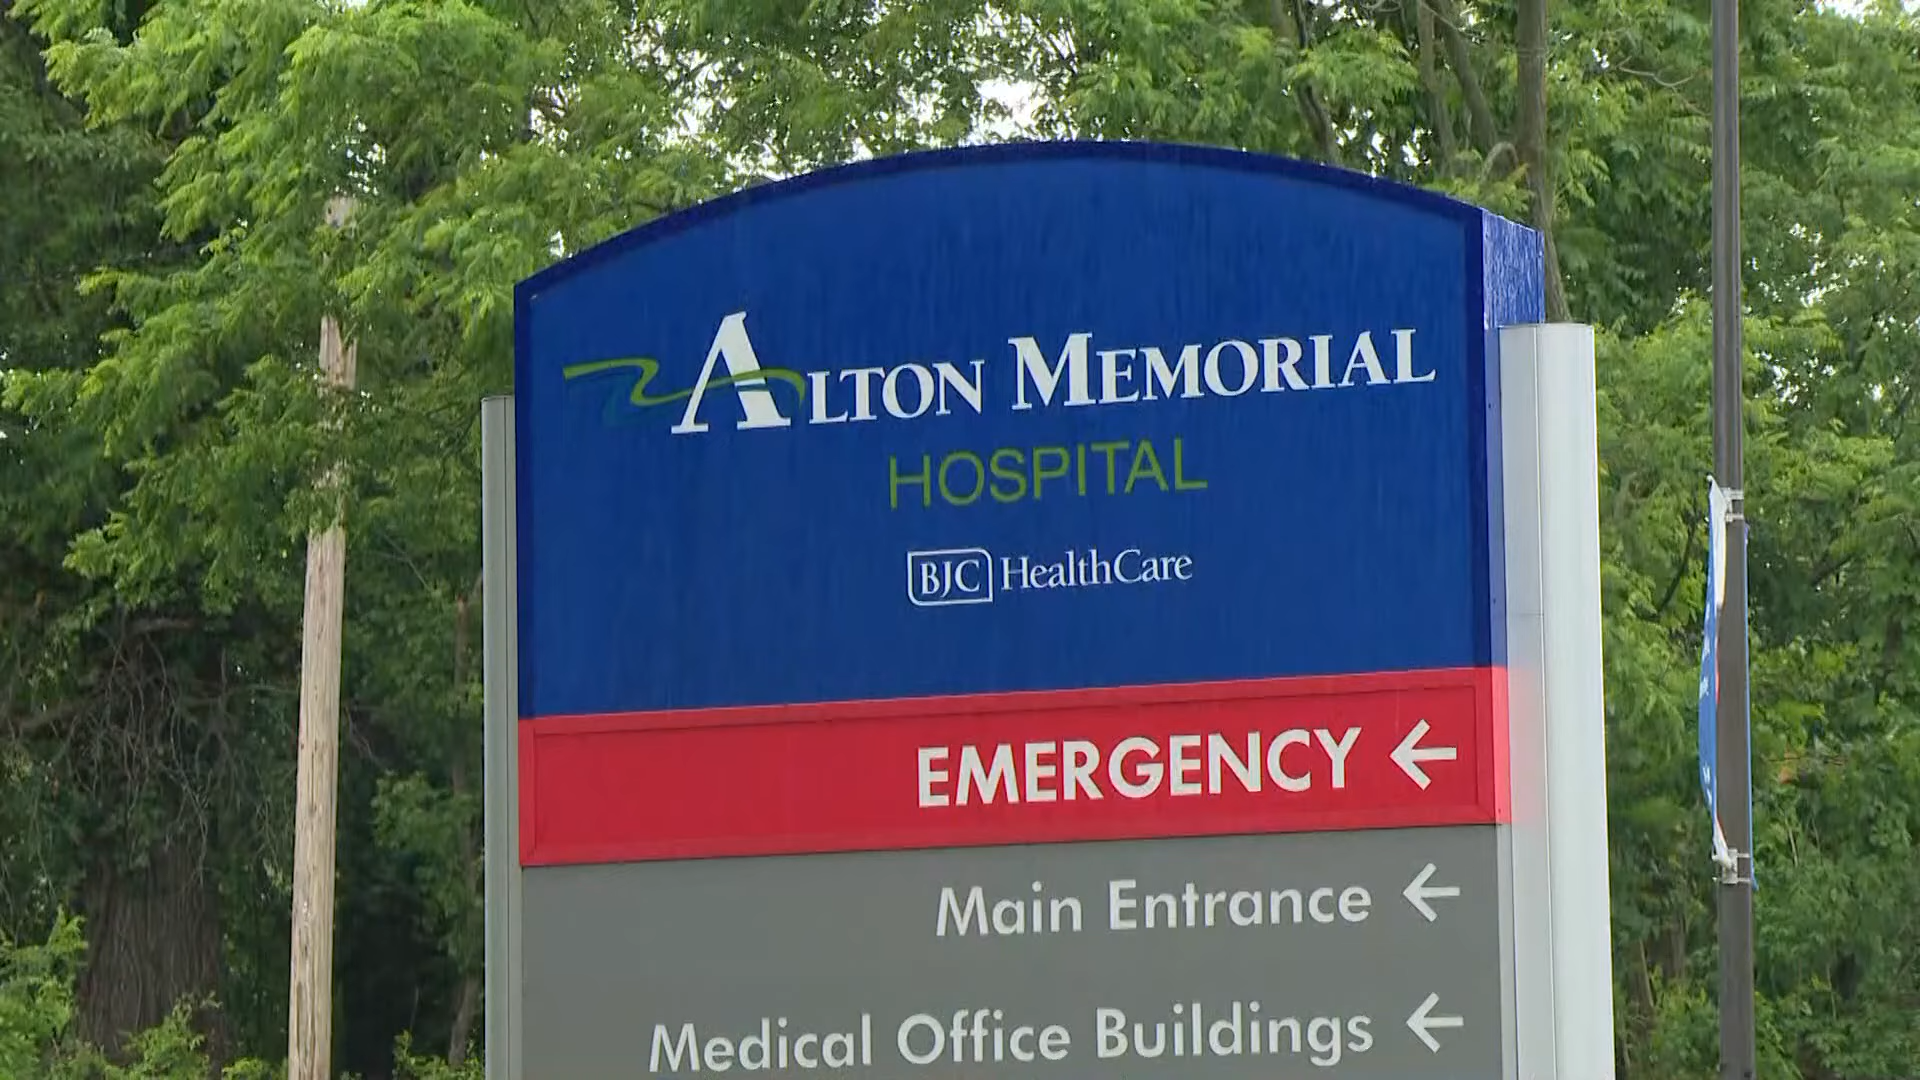 ALTON MEMORIAL
HOSPITAL
BJC HealthCare
EMERGENCY ←
Main Entrance ←
Medical Office Buildings ←